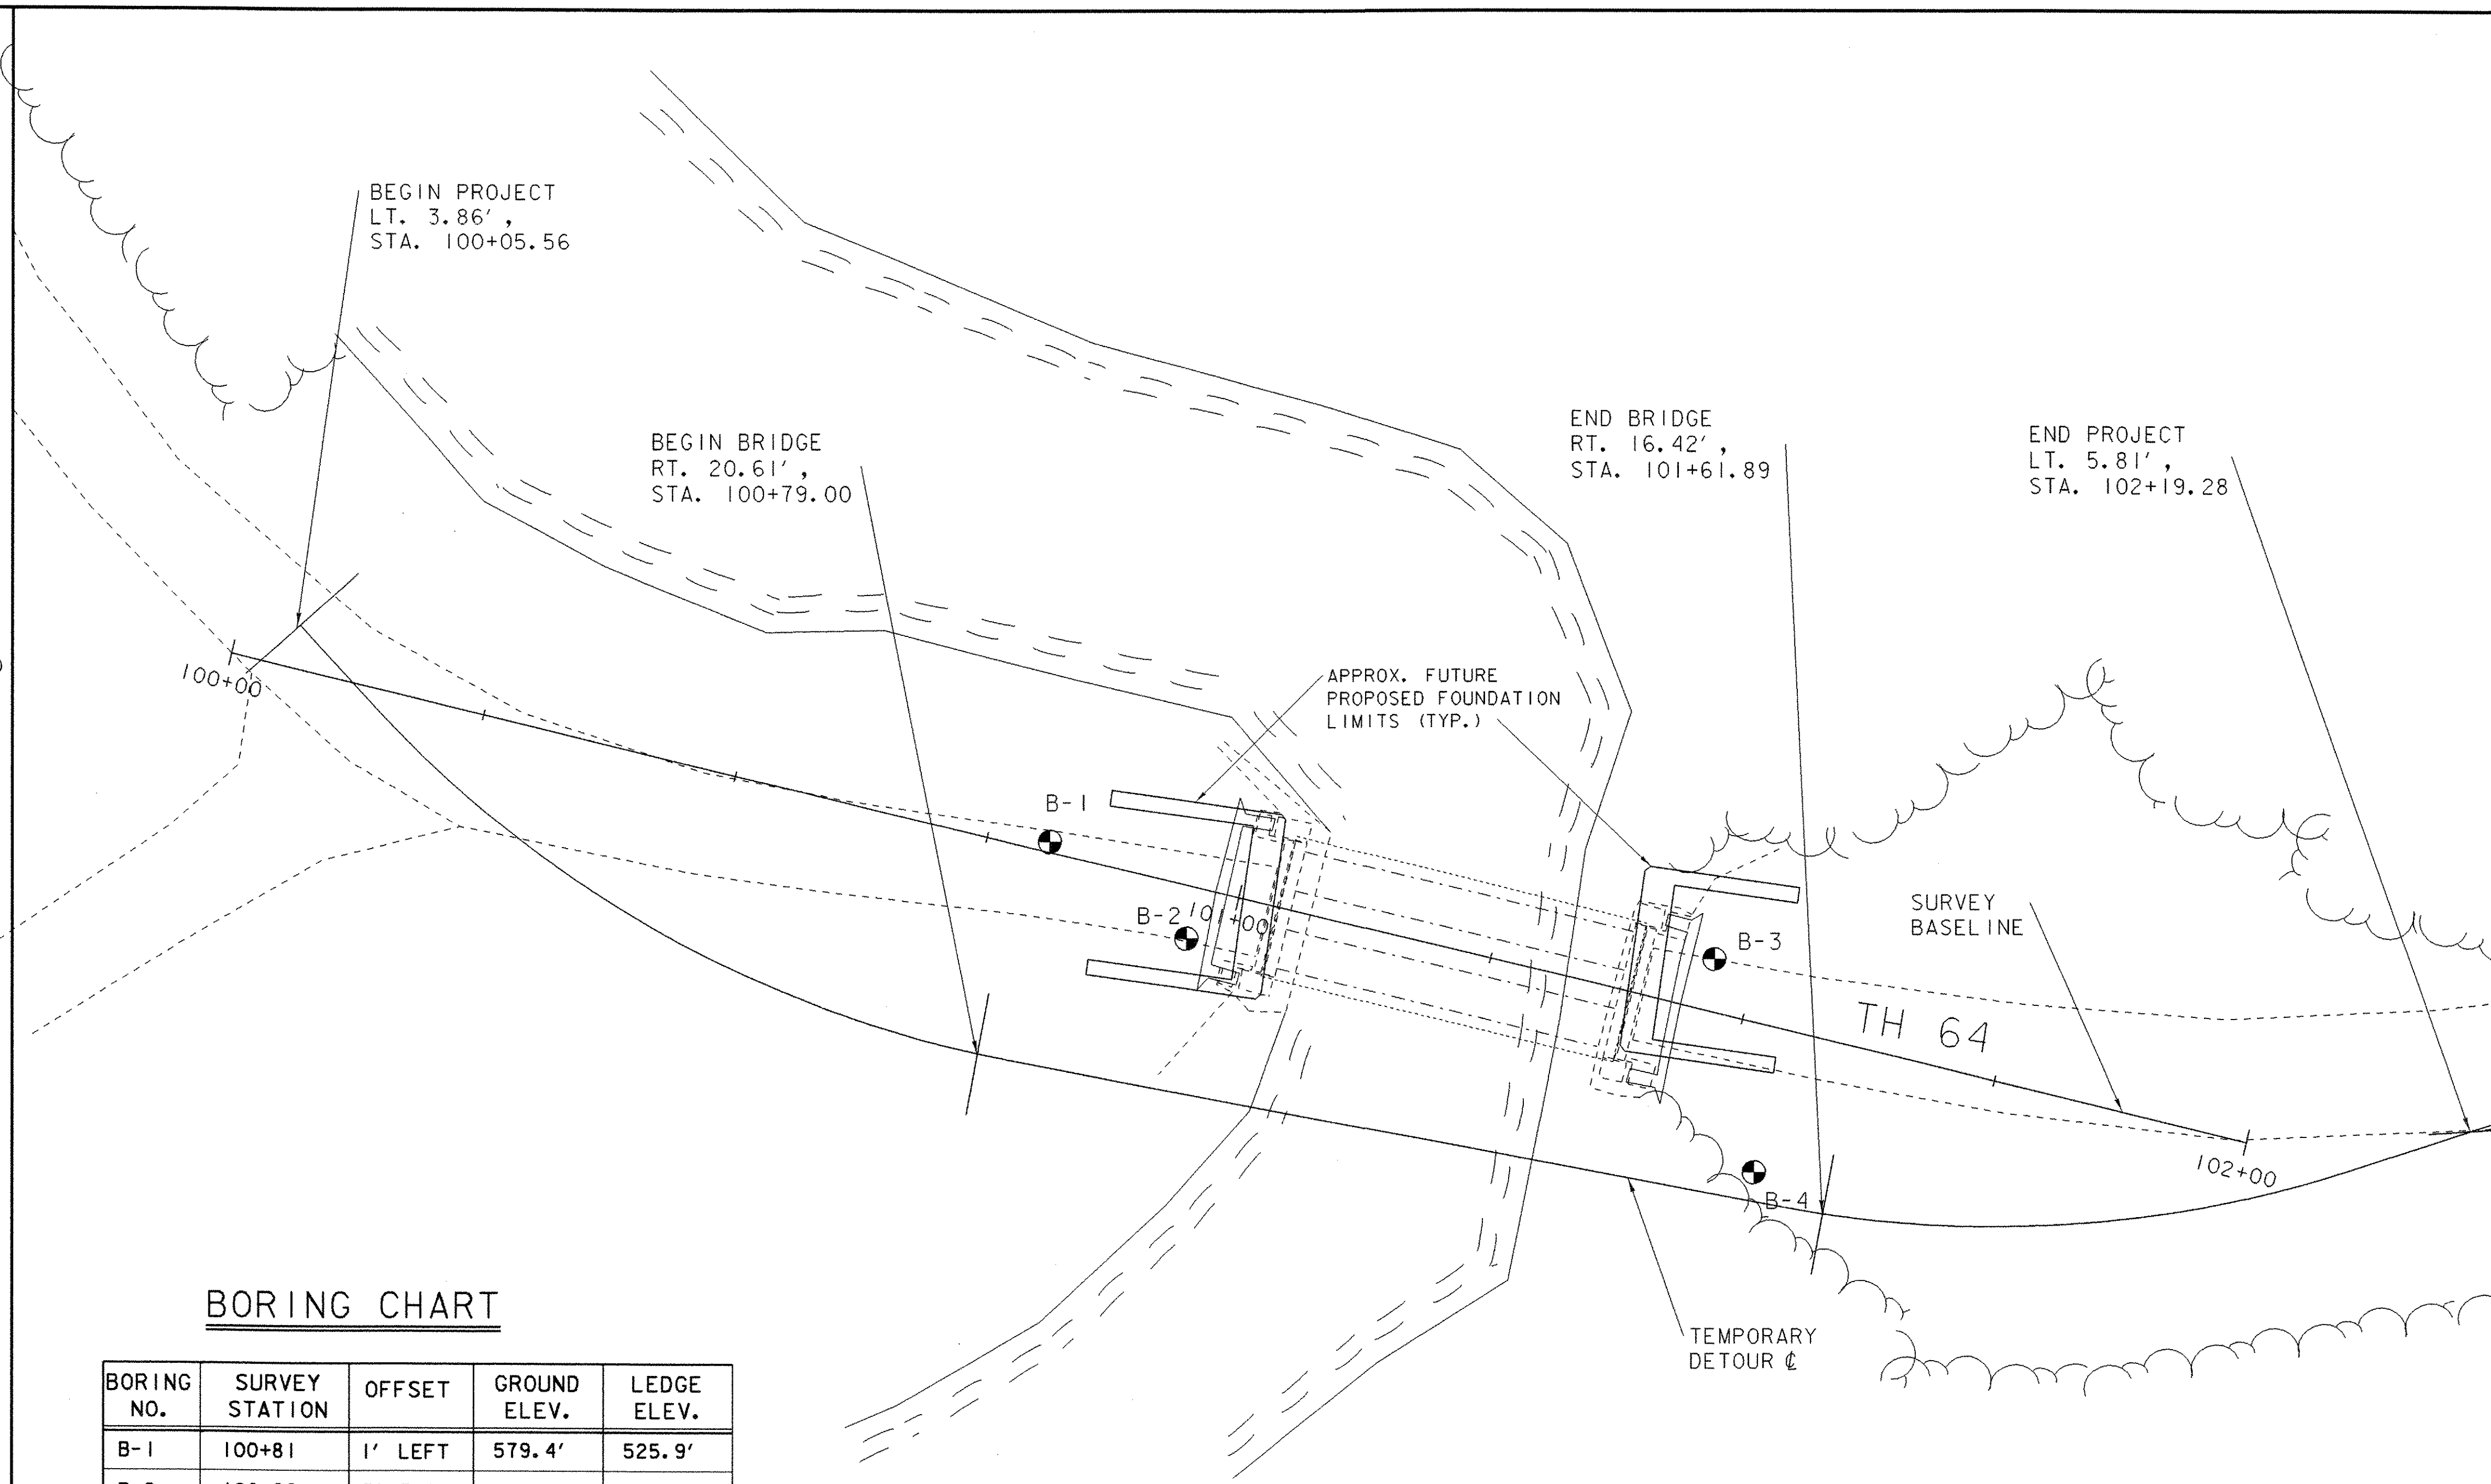 BEGIN PROJECT
LT. 3.86',
STA. 100+05.56
BEGIN BRIDGE
RT. 20.61',
STA. 100+79.00
END BRIDGE
RT. 16.42',
STA. 101+61.89
END PROJECT
LT. 5.81',
STA. 102+19.28
100+00
APPROX. FUTURE
PROPOSED FOUNDATION
LIMITS (TYP.)
B-1
B-2
B-3
SURVEY
BASELINE
TH 64
102+00
B-4
TEMPORARY
DETOUR ℄
BORING CHART
BORING NO.
SURVEY STATION
OFFSET
GROUND ELEV.
LEDGE ELEV.
B-1
100+81
1' LEFT
579.4'
525.9'